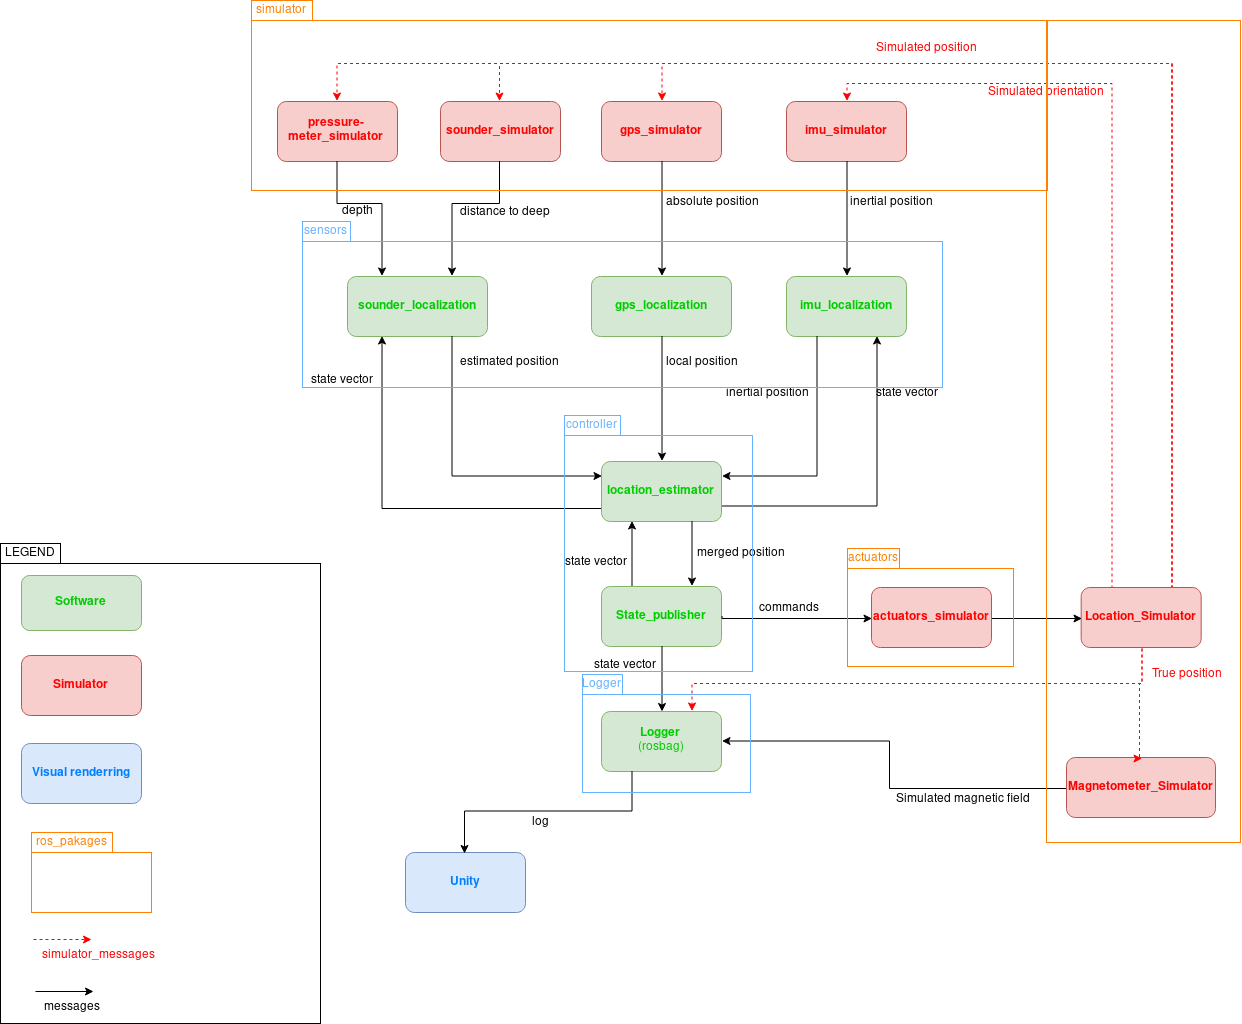 simulator
Simulated position
Simulated orientation
pressure-
meter_simulator
sounder_simulator
gps_simulator
imu_simulator
depth
distance to deep
absolute position
inertial position
sensors
sounder_localization
gps_localization
imu_localization
state vector
estimated position
local position
inertial position
state vector
controller
location_estimator
state vector
merged position
State_publisher
commands
actuators
actuators_simulator
Location_Simulator
state vector
True position
Logger
Logger
(rosbag)
Magnetometer_Simulator
Simulated magnetic field
log
Unity
LEGEND
Software
Simulator
Visual renderring
ros_pakages
simulator_messages
messages